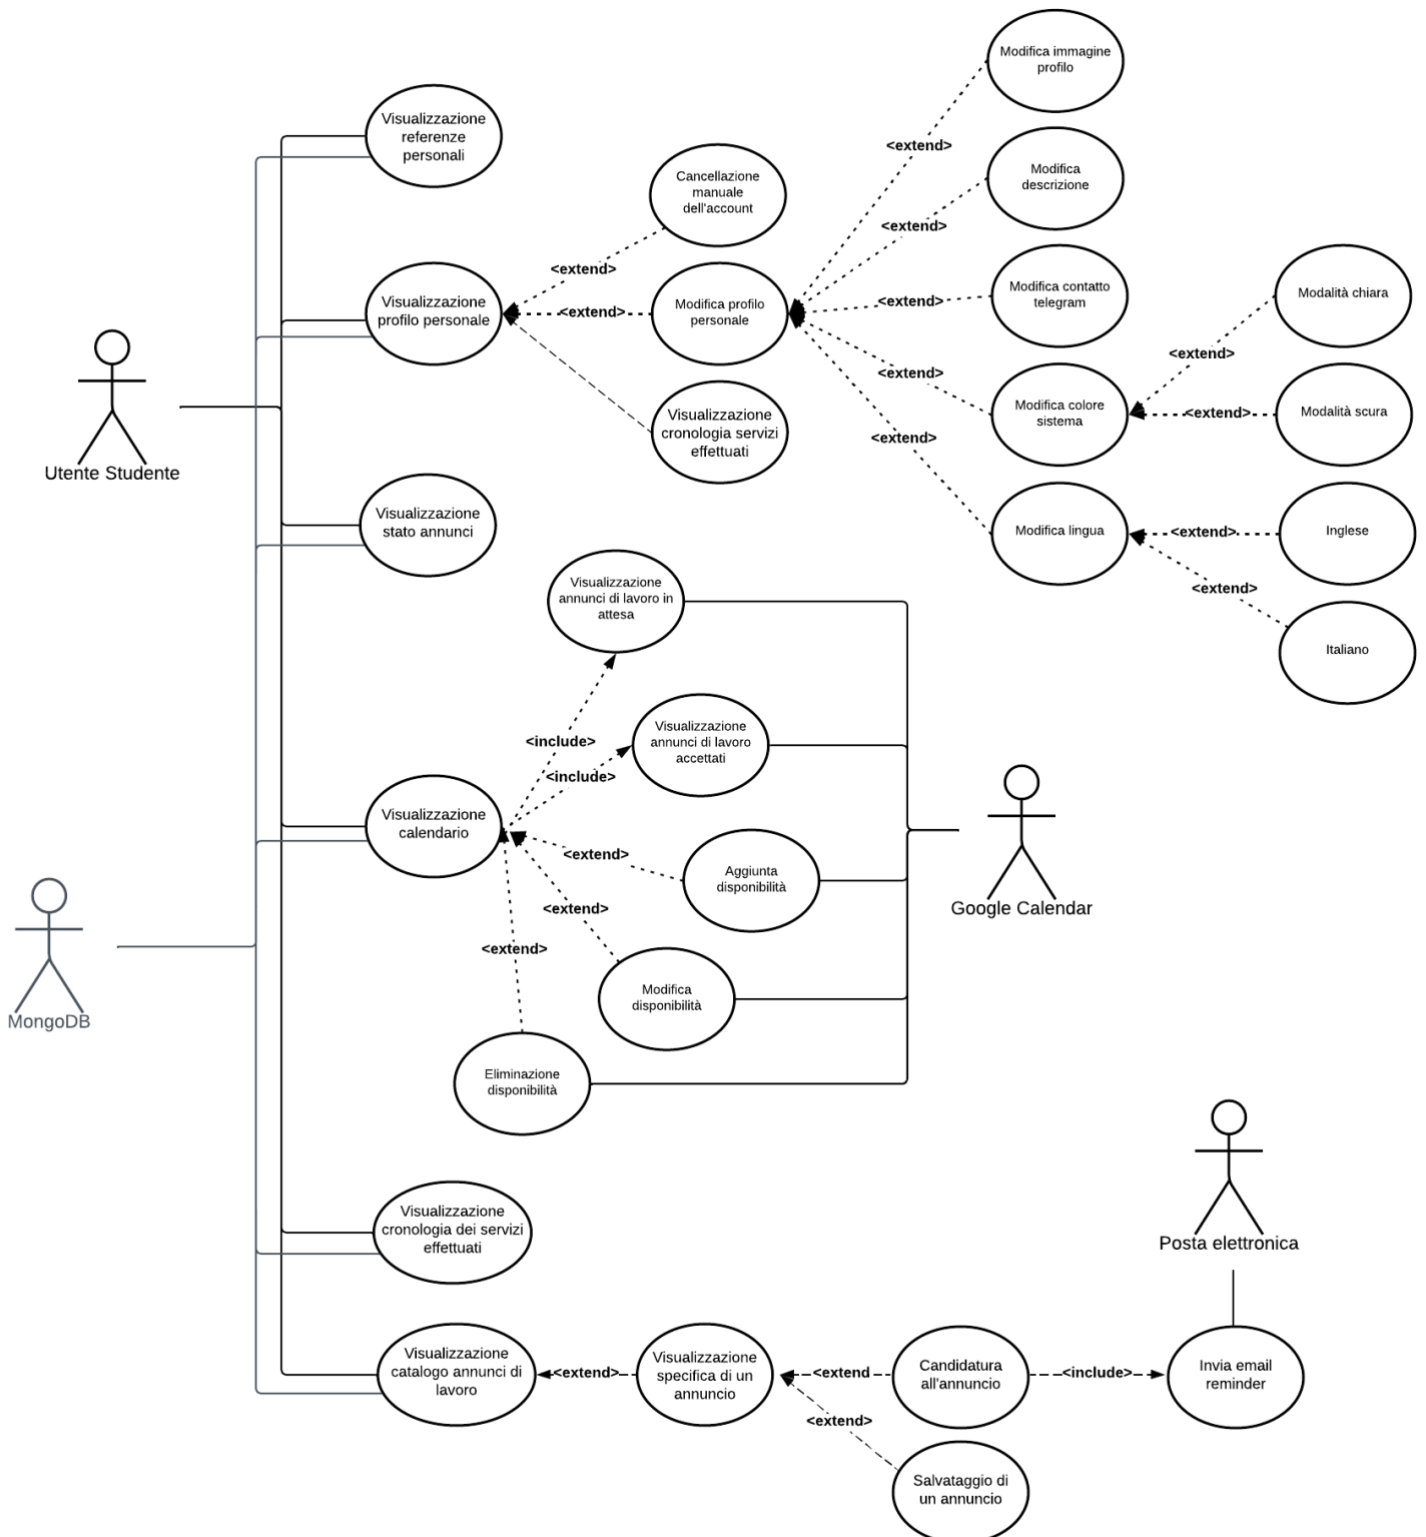 Modifica immagine
profilo
Visualizzazione
referenze
personali
<extend>
Modifica
descrizione
Cancellazione
manuale
dell'account
<extend>
<extend>
Visualizzazione
profilo personale
<extend>
Modifica profilo
personale
<extend>
Modifica contatto
telegram
Modalità chiara
<extend>
<extend>
Modifica colore
sistema
<extend>
Modalità scura
Visualizzazione
cronologia servizi
effettuati
<extend>
Utente Studente
Visualizzazione
stato annunci
Modifica lingua
<extend>
Inglese
<extend>
Italiano
Visualizzazione
annunci di lavoro in
attesa
<include>
Visualizzazione
annunci di lavoro
accettati
<include>
Visualizzazione
calendario
<extend>
Aggiunta
disponibilità
Google Calendar
<extend>
<extend>
Modifica
disponibilità
MongoDB
Eliminazione
disponibilità
Visualizzazione
cronologia dei servizi
effettuati
Posta elettronica
Visualizzazione
catalogo annunci di
lavoro
<extend>
Visualizzazione
specifica di un
annuncio
<extend
Candidatura
all'annuncio
<include>
Invia email
reminder
<extend>
Salvataggio di
un annuncio